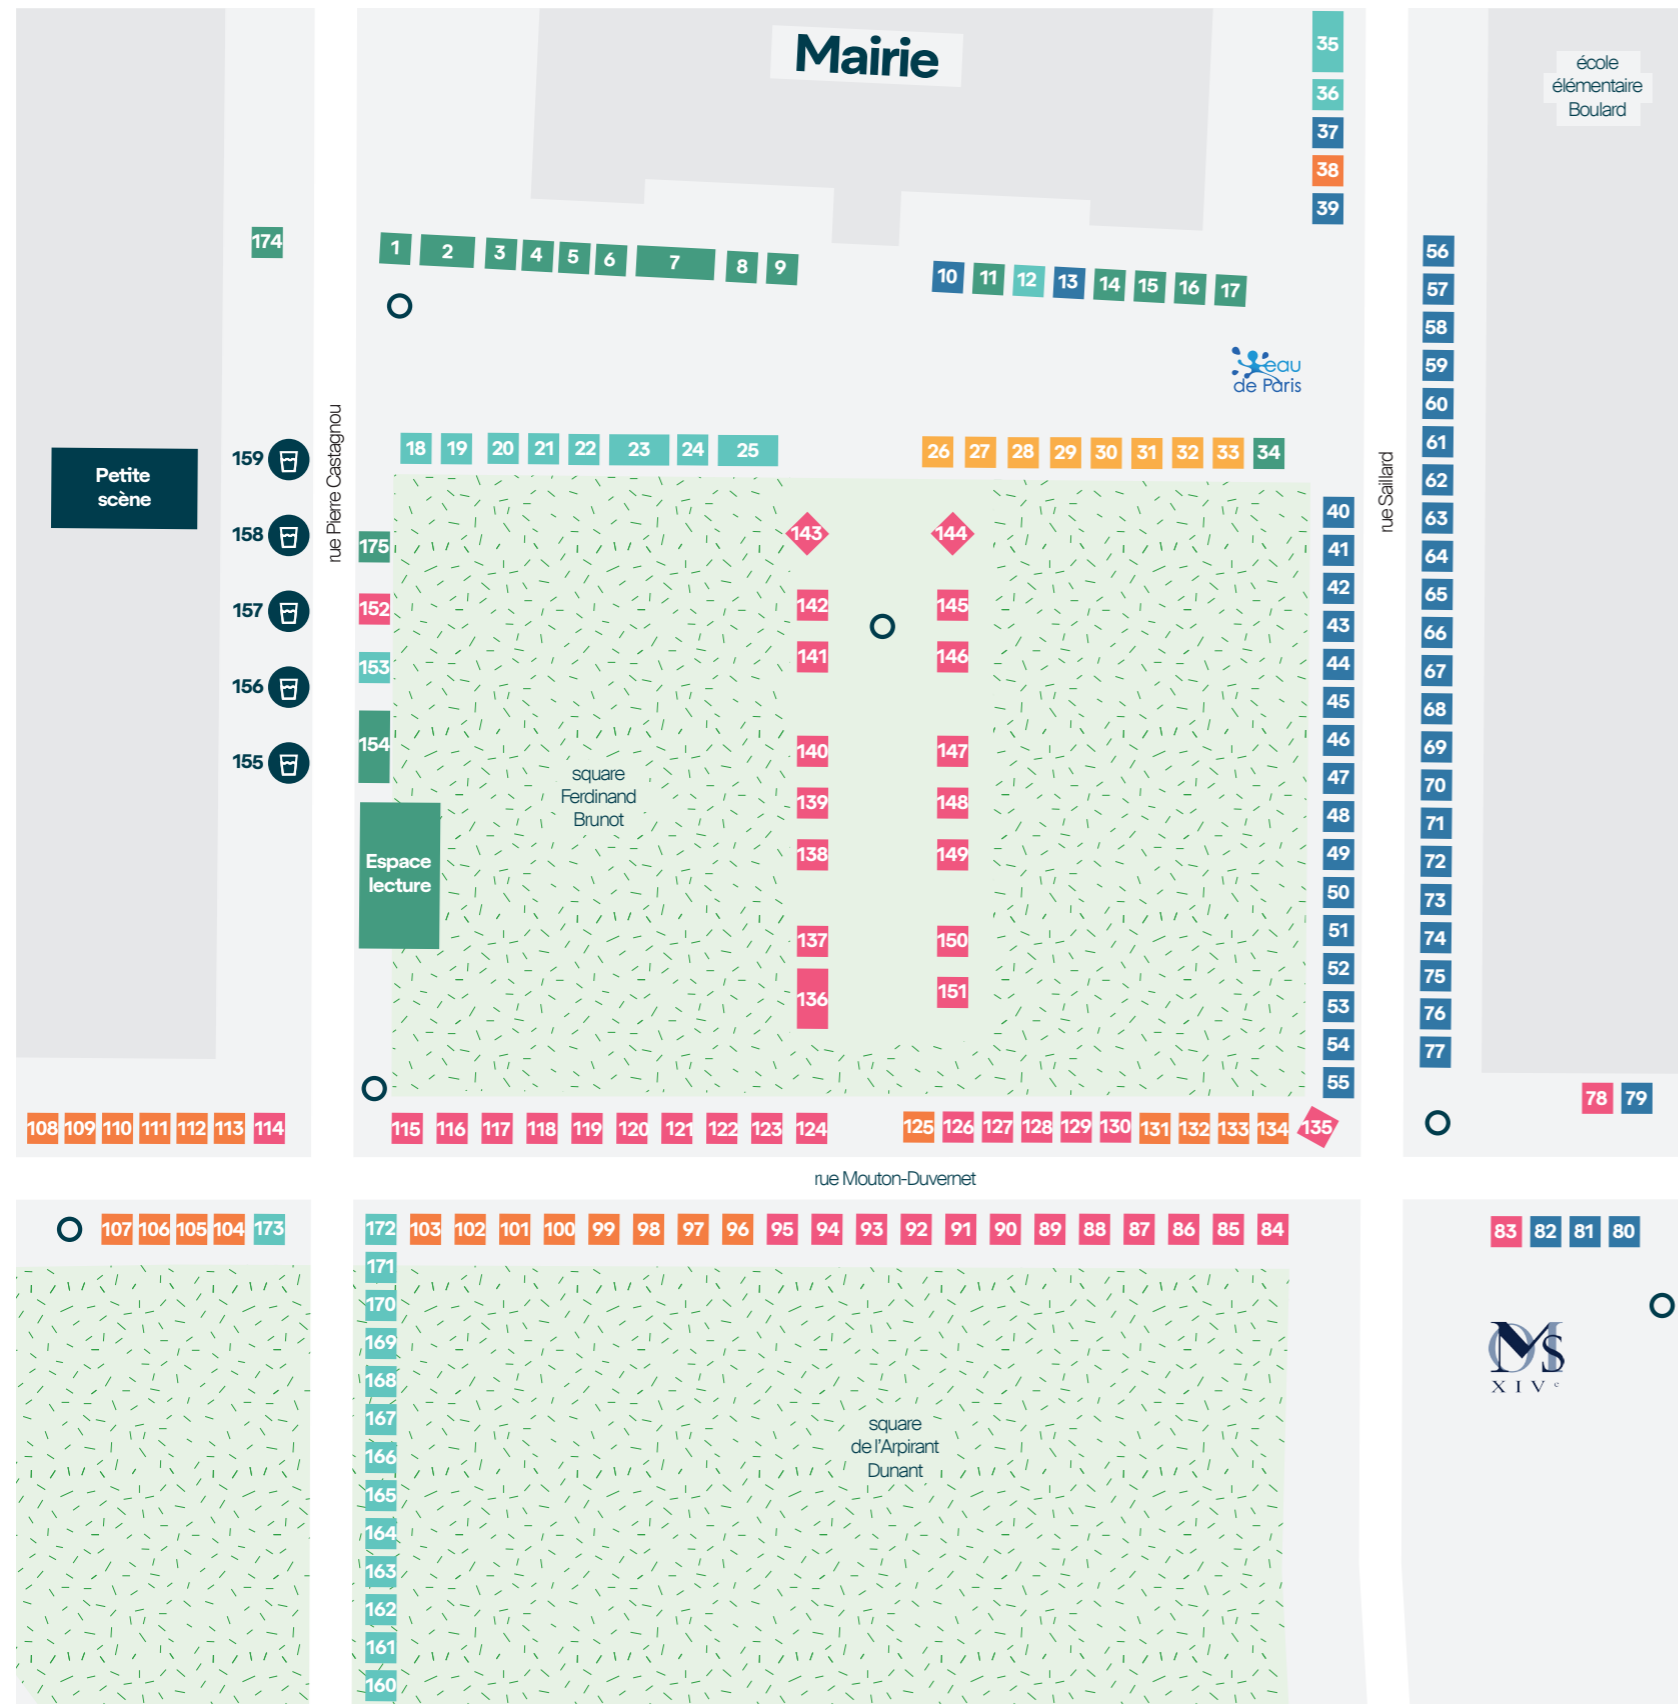 Mairie
école
élémentaire
Boulard
35
36
37
38
39
174
1 2 3 4 5 6 7 8 9
10 11 12 13 14 15 16 17
eau
de Paris
rue Pierre Castagnou
rue Saillard
56
57
58
59
60
61
62
63
64
65
66
67
68
69
70
71
72
73
74
75
76
77
18 19 20 21 22 23 24 25
26 27 28 29 30 31 32 33 34
Petite
scène
159
158
157
156
155
175
152
153
154
Espace
lecture
square
Ferdinand
Brunot
143
142
141
140
139
138
137
136
144
145
146
147
148
149
150
151
40
41
42
43
44
45
46
47
48
49
50
51
52
53
54
55
78 79
108 109 110 111 112 113 114
115 116 117 118 119 120 121 122 123 124
125 126 127 128 129 130 131 132 133 134 135
rue Mouton-Duvernet
107 106 105 104 173
172 103 102 101 100 99 98 97 96 95 94 93 92 91 90 89 88 87 86 85 84
83 82 81 80
171
170
169
168
167
166
165
164
163
162
161
160
square
de l'Arpirant
Dunant
OMS
XIVe